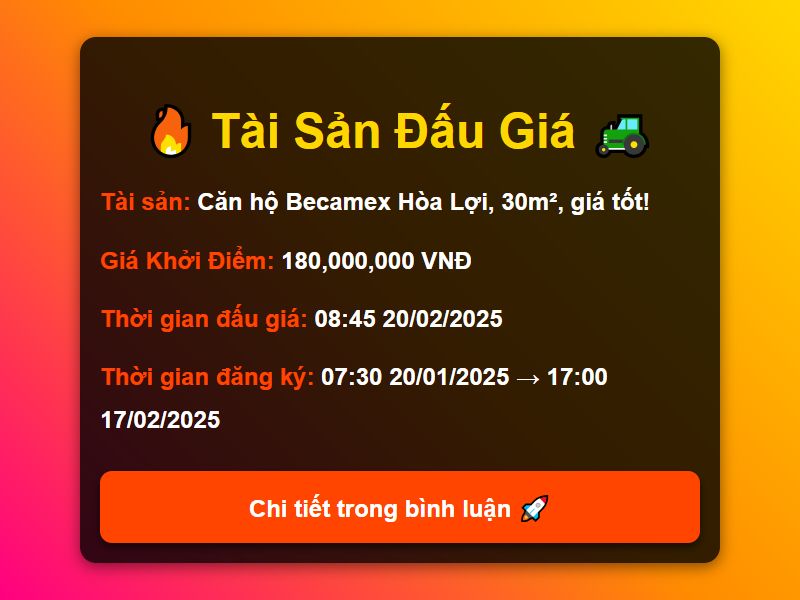 🔥 Tài Sản Đấu Giá 🚜
Tài sản: Căn hộ Becamex Hòa Lợi, 30m², giá tốt!
Giá Khởi Điểm: 180,000,000 VNĐ
Thời gian đấu giá: 08:45 20/02/2025
Thời gian đăng ký: 07:30 20/01/2025 → 17:00
17/02/2025
Chi tiết trong bình luận 🚀